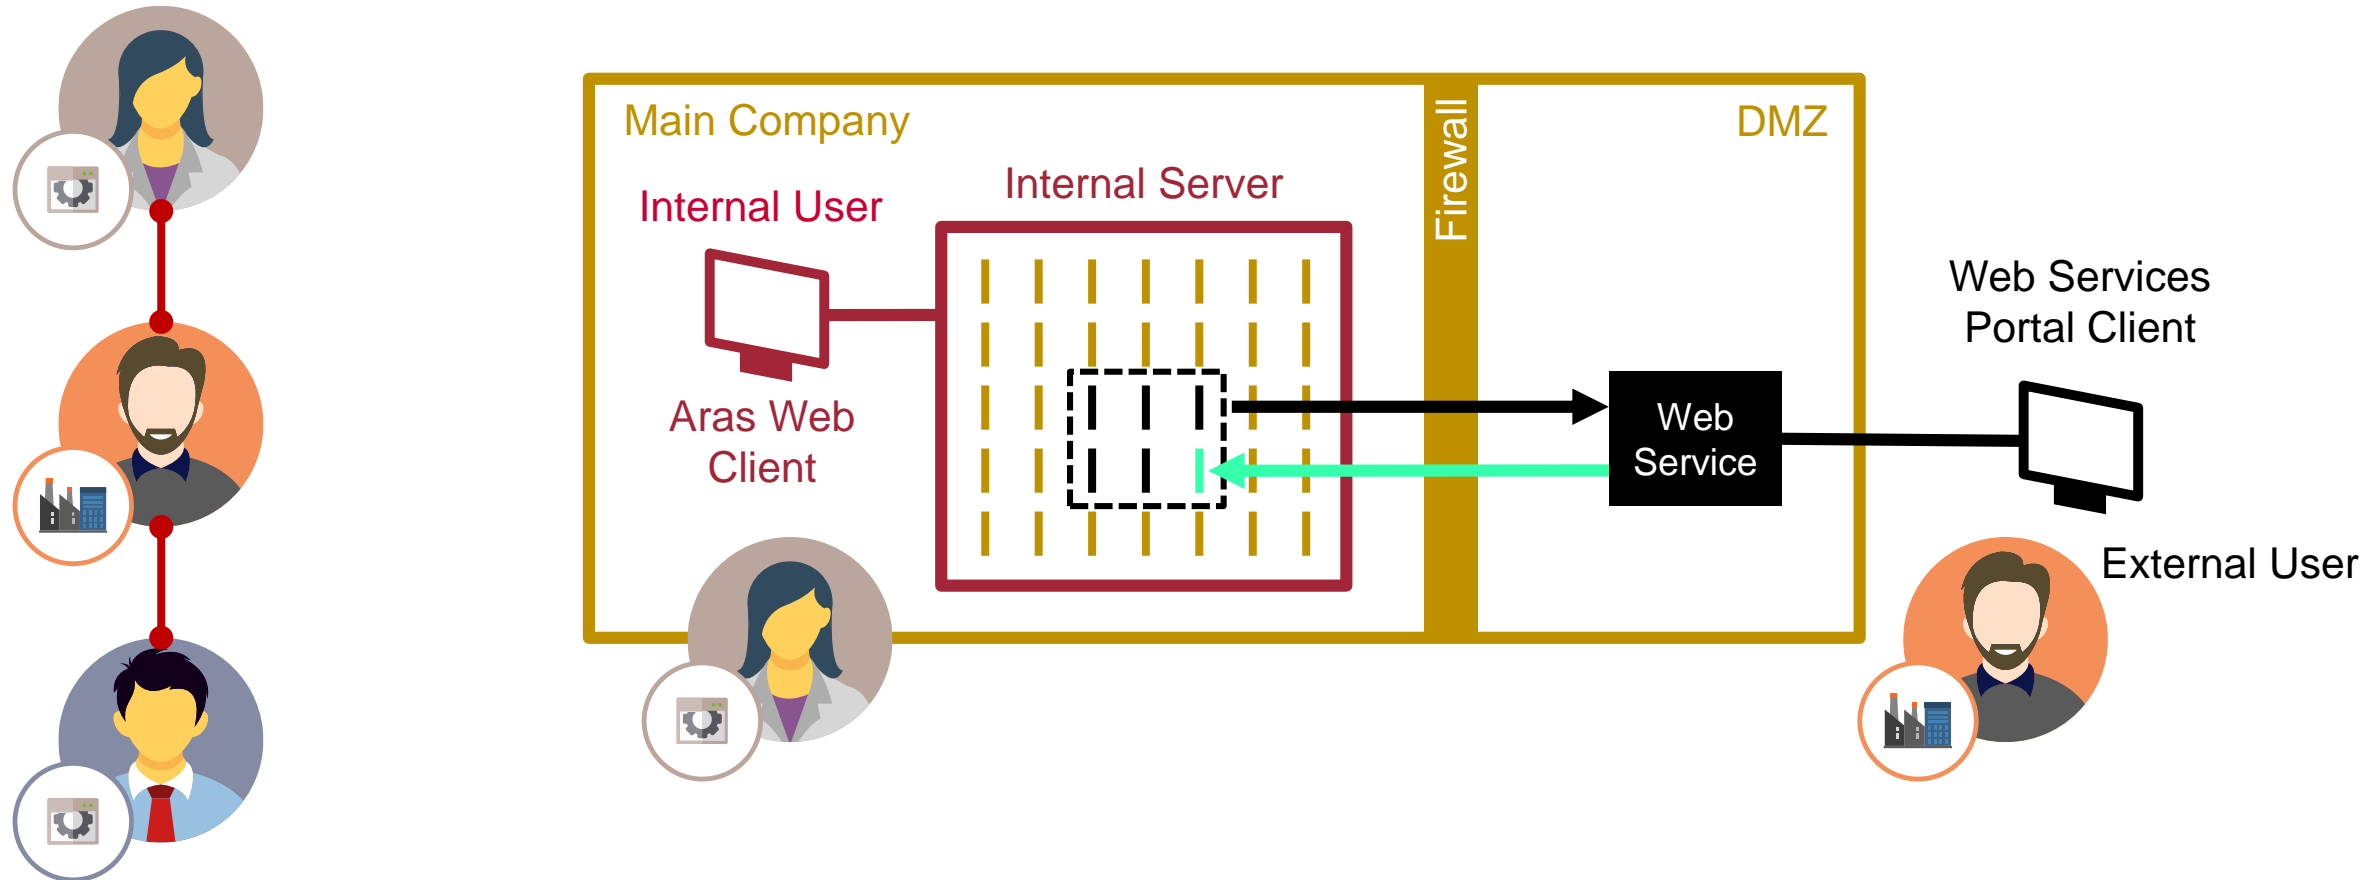 Main Company
Firewall
DMZ
Internal User
Internal Server
Aras Web
Client
Web
Service
Web Services
Portal Client
External User